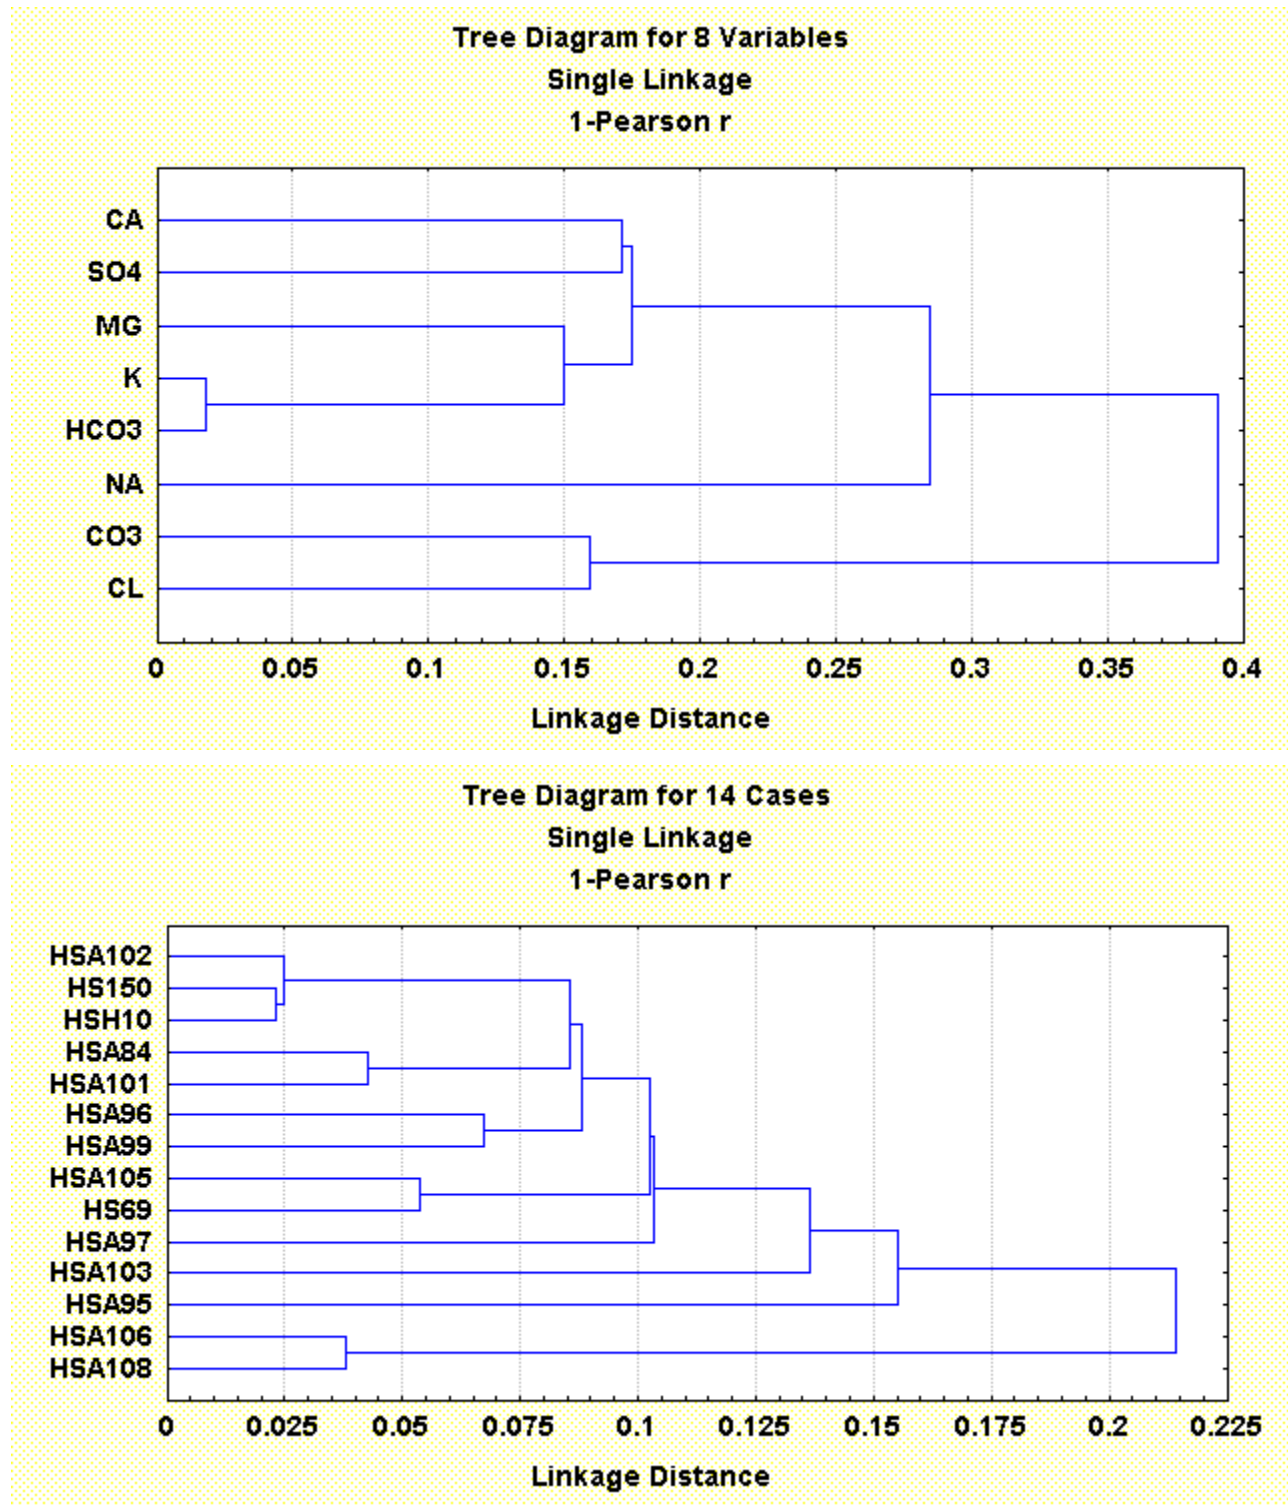 Tree Diagram for 8 Variables
Single Linkage
1-Pearson r
CA
SO4
MG
K
HCO3
NA
CO3
CL
0 0.05 0.1 0.15 0.2 0.25 0.3 0.35 0.4
Linkage Distance
Tree Diagram for 14 Cases
Single Linkage
1-Pearson r
HSA102
HS150
HSH10
HSA84
HSA101
HSA96
HSA99
HSA105
HS69
HSA97
HSA103
HSA95
HSA106
HSA108
0 0.025 0.05 0.075 0.1 0.125 0.15 0.175 0.2 0.225
Linkage Distance